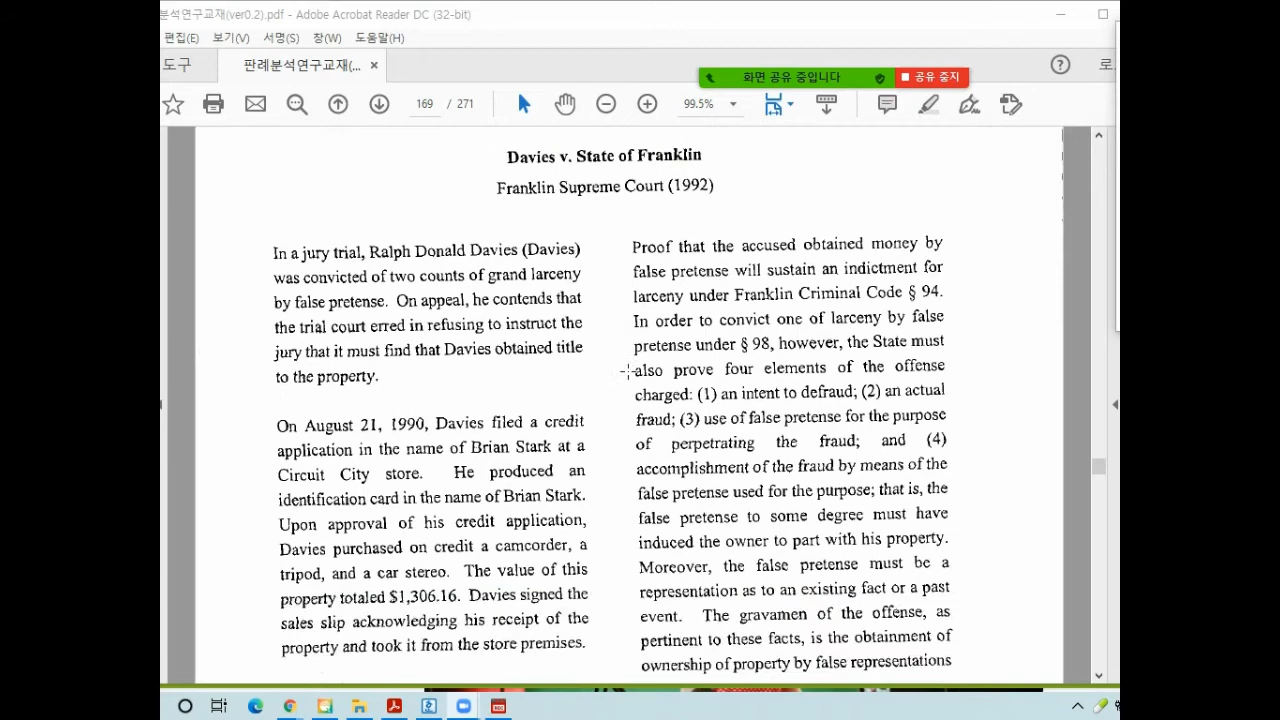 분석연구교재(ver0.2).pdf - Adobe Acrobat Reader DC (32-bit)
편집(E) 보기(V) 서명(S) 창(W) 도움말(H)
도구 판례분석연구교재(... × 로
화면 공유 중입니다 공유 중지
169 / 271 99.5%
Davies v. State of Franklin
Franklin Supreme Court (1992)
In a jury trial, Ralph Donald Davies (Davies)
was convicted of two counts of grand larceny
by false pretense. On appeal, he contends that
the trial court erred in refusing to instruct the
jury that it must find that Davies obtained title
to the property.
On August 21, 1990, Davies filed a credit
application in the name of Brian Stark at a
Circuit City store. He produced an
identification card in the name of Brian Stark.
Upon approval of his credit application,
Davies purchased on credit a camcorder, a
tripod, and a car stereo. The value of this
property totaled $1,306.16. Davies signed the
sales slip acknowledging his receipt of the
property and took it from the store premises.
Proof that the accused obtained money by
false pretense will sustain an indictment for
larceny under Franklin Criminal Code § 94.
In order to convict one of larceny by false
pretense under § 98, however, the State must
also prove four elements of the offense
charged: (1) an intent to defraud; (2) an actual
fraud; (3) use of false pretense for the purpose
of perpetrating the fraud; and (4)
accomplishment of the fraud by means of the
false pretense used for the purpose; that is, the
false pretense to some degree must have
induced the owner to part with his property.
Moreover, the false pretense must be a
representation as to an existing fact or a past
event. The gravamen of the offense, as
pertinent to these facts, is the obtainment of
ownership of property by false representations